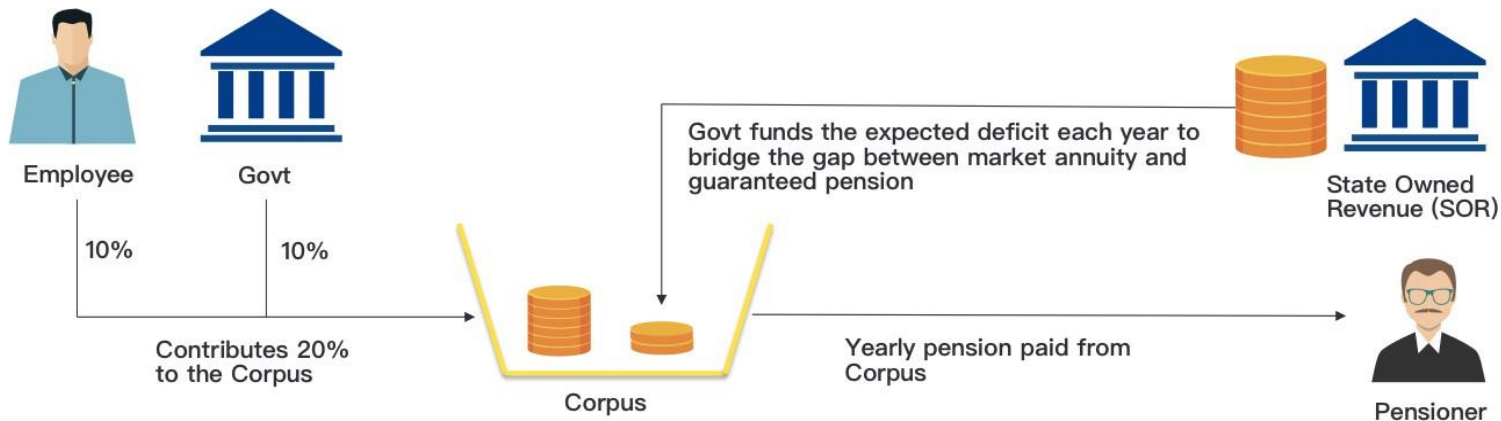 Employee
Govt
10%
10%
Contributes 20%
to the Corpus
Corpus
Govt funds the expected deficit each year to
bridge the gap between market annuity and
guaranteed pension
State Owned
Revenue (SOR)
Yearly pension paid from
Corpus
Pensioner